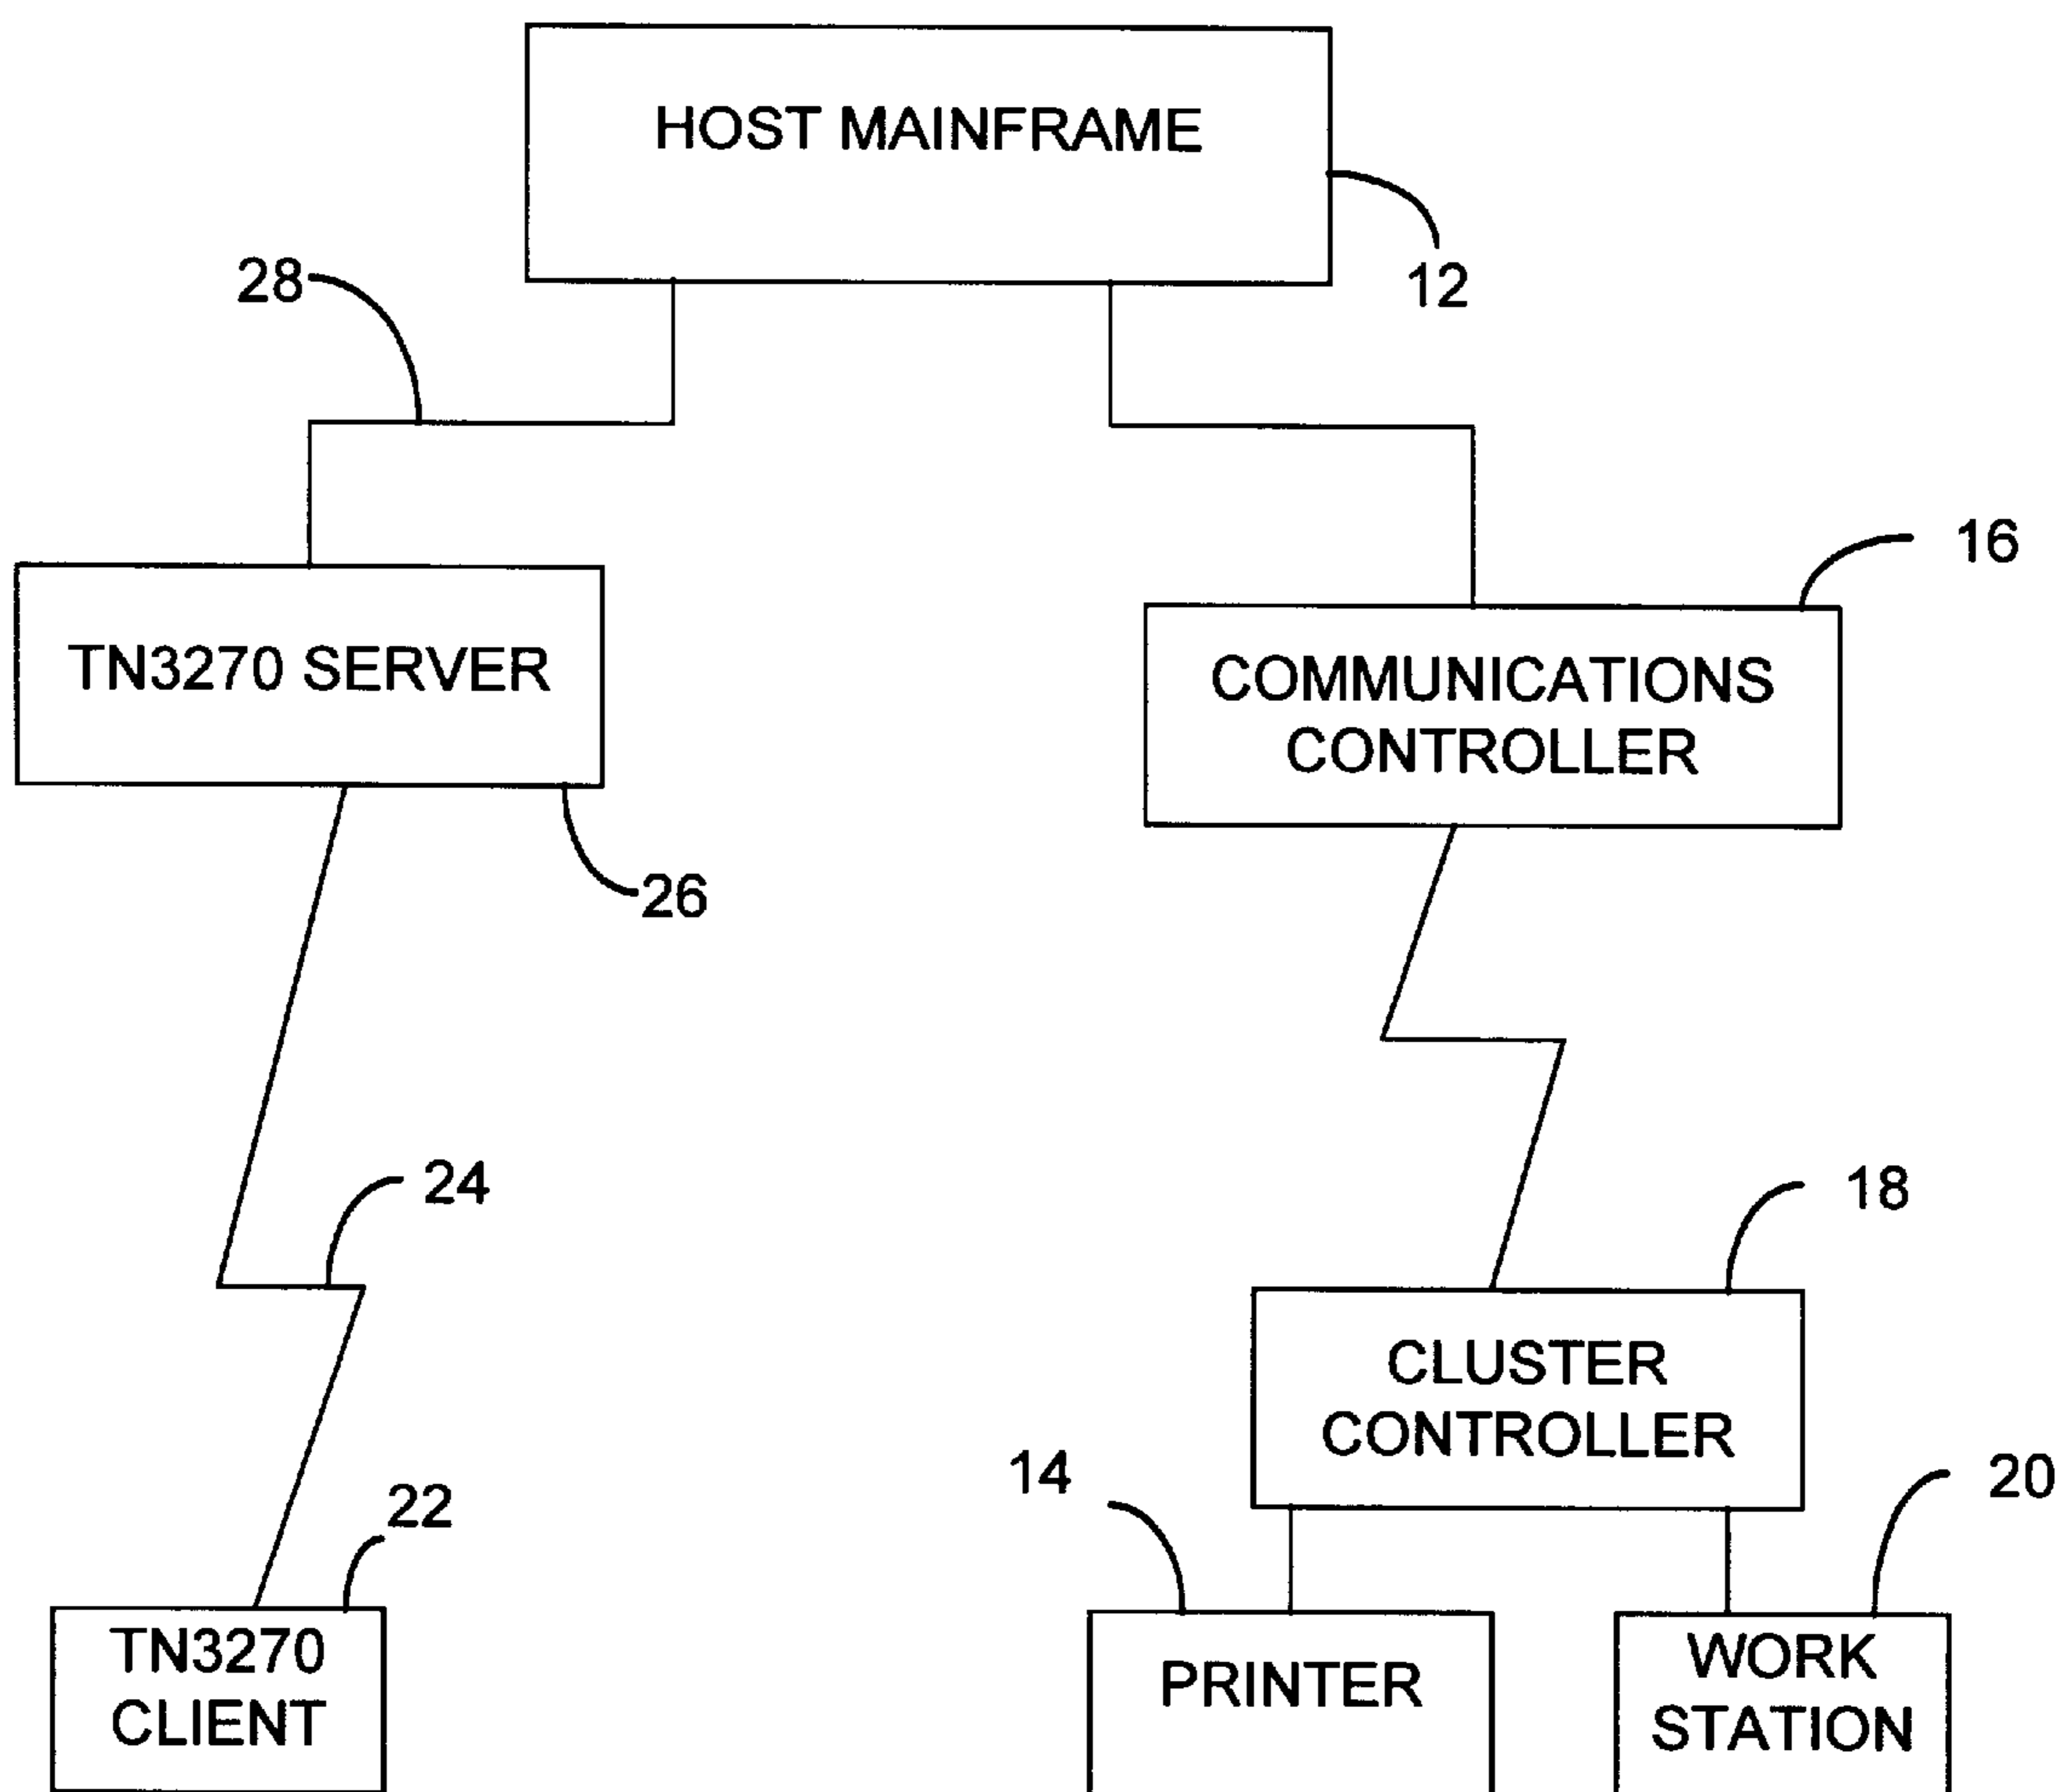 HOST MAINFRAME
12
28
16
TN3270 SERVER
COMMUNICATIONS
CONTROLLER
26
24
18
CLUSTER
CONTROLLER
14
20
22
TN3270
CLIENT
PRINTER
WORK
STATION